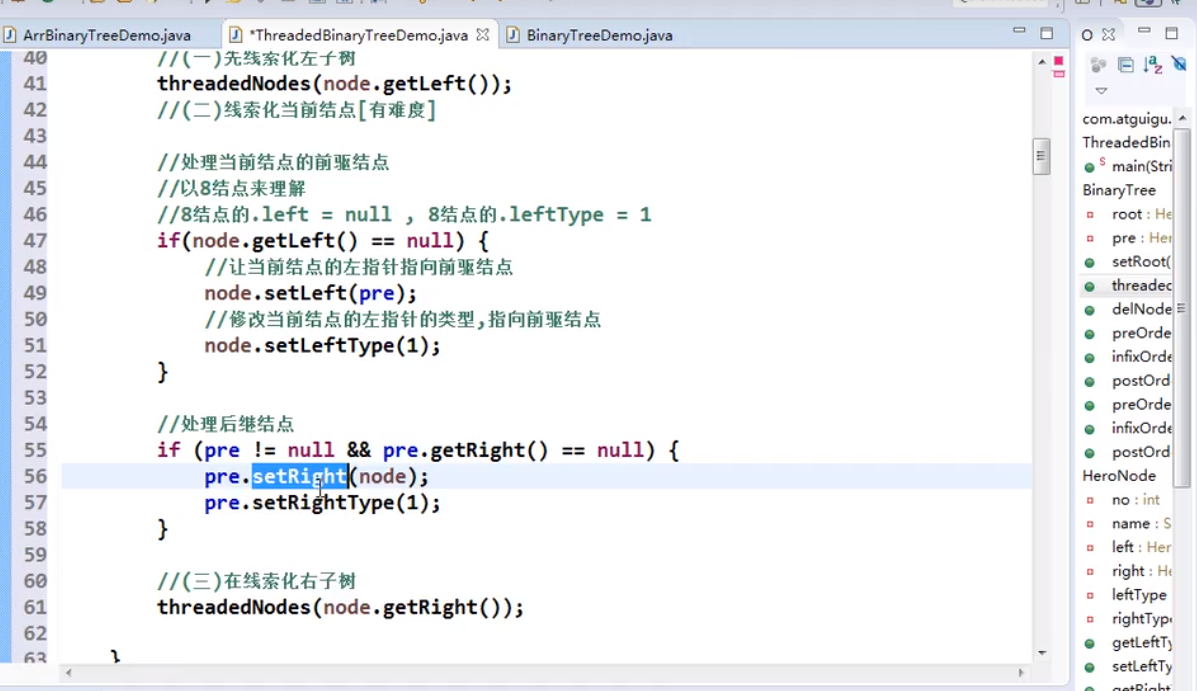 ArrBinaryTreeDemo.java
*ThreadedBinaryTreeDemo.java
BinaryTreeDemo.java
40 //(一)先线索化左子树
41 threadedNodes(node.getLeft());
42 //(二)线索化当前结点[有难度]
43
44 //处理当前结点的前驱结点
45 //以8结点来理解
46 //8结点的.left = null , 8结点的.leftType = 1
47 if(node.getLeft() == null) {
48 //让当前结点的左指针指向前驱结点
49 node.setLeft(pre);
50 //修改当前结点的左指针的类型,指向前驱结点
51 node.setLeftType(1);
52 }
53
54 //处理后继结点
55 if (pre != null && pre.getRight() == null) {
56 pre.setRight(node);
57 pre.setRightType(1);
58 }
59
60 //(三)在线索化右子树
61 threadedNodes(node.getRight());
62
63 }
com.atguigu.
ThreadedBin
S main(Stri
BinaryTree
root : He
pre : Her
setRoot(
threadec
delNode
preOrde
infixOrde
postOrd
preOrde
infixOrde
postOrd
HeroNode
no : int
name : S
left : Her
right : He
leftType
rightType
getLeftTy
setLeftTy
getRight